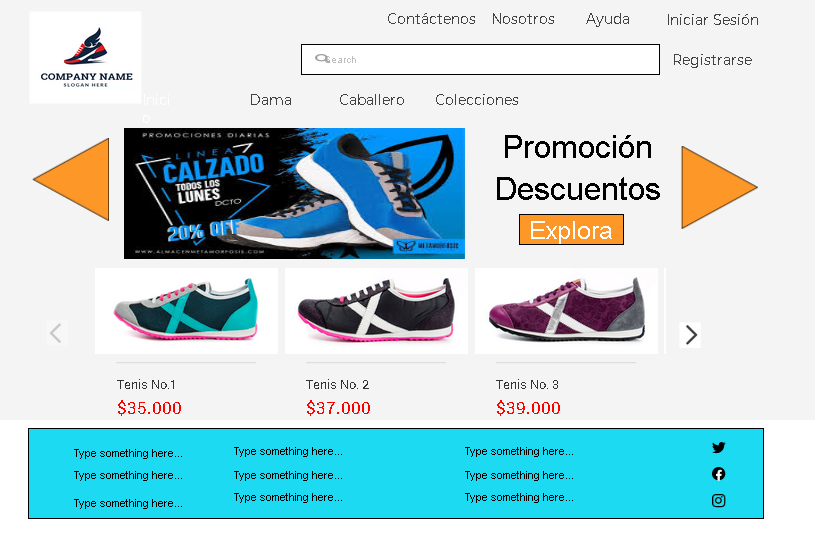 Contáctenos Nosotros Ayuda Iniciar Sesión
COMPANY NAME
SLOGAN HERE
Search
Registrarse
Inici
o
Dama Caballero Colecciones
PROMOCIONES DIARIAS
LINEA
CALZADO
TODOS LOS
LUNES
DCTO
20% OFF
WWW.ALMACENMETAMORFOSIS.COM
METAMORFOSIS
Promoción
Descuentos
Explora
Tenis No.1
$35.000
Tenis No. 2
$37.000
Tenis No. 3
$39.000
Type something here... Type something here... Type something here...
Type something here... Type something here... Type something here...
Type something here... Type something here... Type something here...